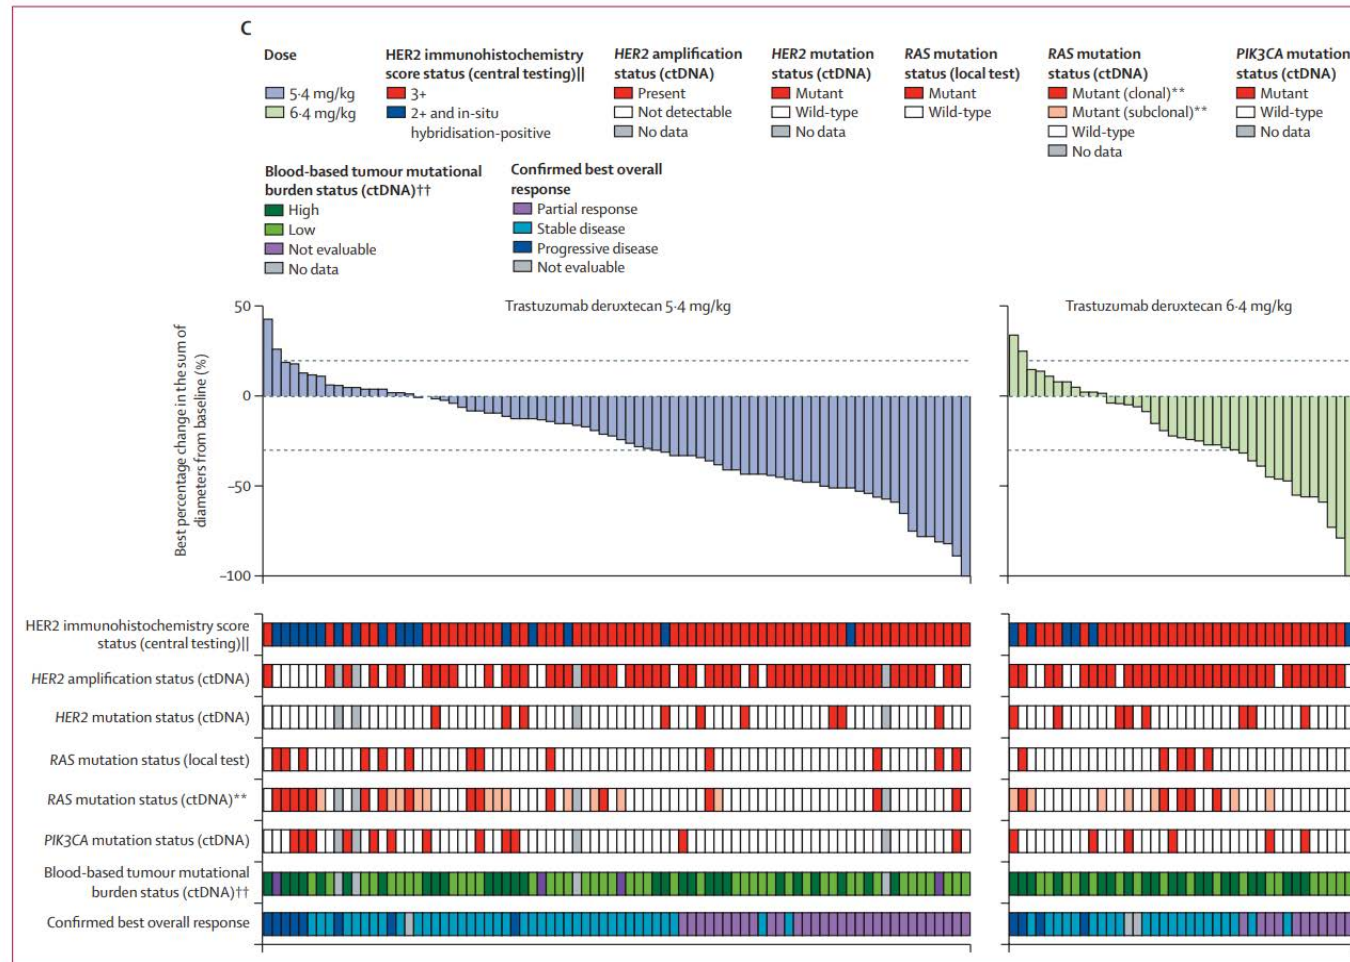 C
Dose
5·4 mg/kg
6·4 mg/kg
HER2 immunohistochemistry
score status (central testing)||
3+
2+ and in-situ
hybridisation-positive
HER2 amplification
status (ctDNA)
Present
Not detectable
No data
HER2 mutation
status (ctDNA)
Mutant
Wild-type
No data
RAS mutation
status (local test)
Mutant
Wild-type
RAS mutation
status (ctDNA)
Mutant (clonal)**
Mutant (subclonal)**
Wild-type
No data
PIK3CA mutation
status (ctDNA)
Mutant
Wild-type
No data
Blood-based tumour mutational
burden status (ctDNA)††
High
Low
Not evaluable
No data
Confirmed best overall
response
Partial response
Stable disease
Progressive disease
Not evaluable
Trastuzumab deruxtecan 5·4 mg/kg
Trastuzumab deruxtecan 6·4 mg/kg
Best percentage change in the sum of
diameters from baseline (%)
50
0
–50
–100
HER2 immunohistochemistry score
status (central testing)||
HER2 amplification status (ctDNA)
HER2 mutation status (ctDNA)
RAS mutation status (local test)
RAS mutation status (ctDNA)**
PIK3CA mutation status (ctDNA)
Blood-based tumour mutational
burden status (ctDNA)††
Confirmed best overall response